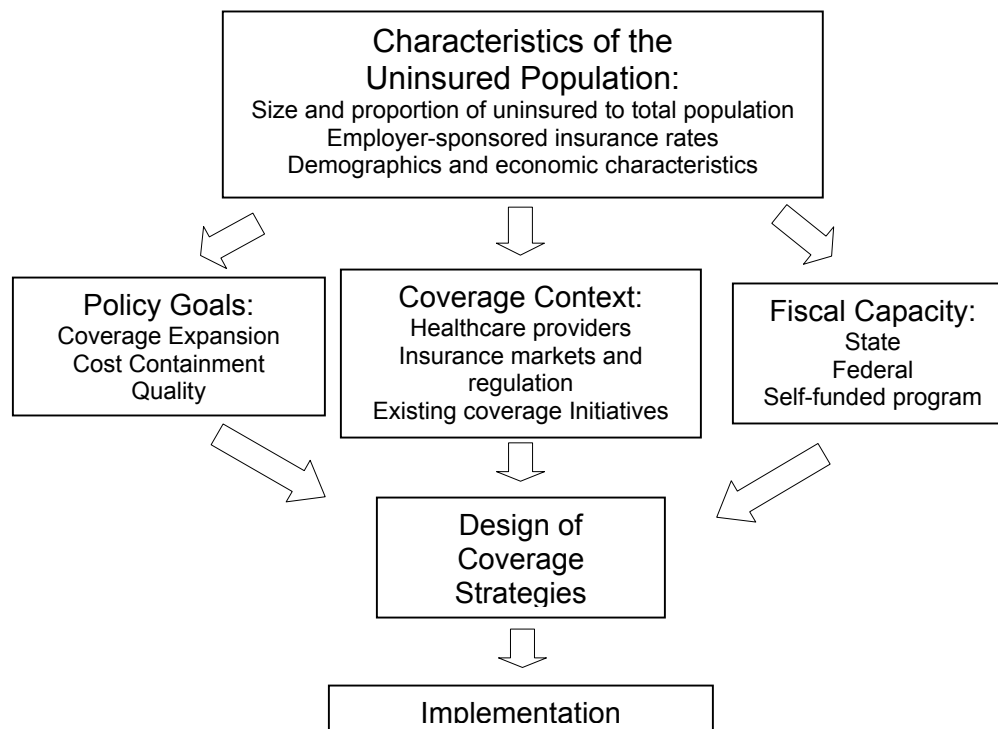 Characteristics of the
Uninsured Population:
Size and proportion of uninsured to total population
Employer-sponsored insurance rates
Demographics and economic characteristics
Policy Goals:
Coverage Expansion
Cost Containment
Quality
Coverage Context:
Healthcare providers
Insurance markets and
regulation
Existing coverage Initiatives
Fiscal Capacity:
State
Federal
Self-funded program
Design of
Coverage
Strategies
Implementation